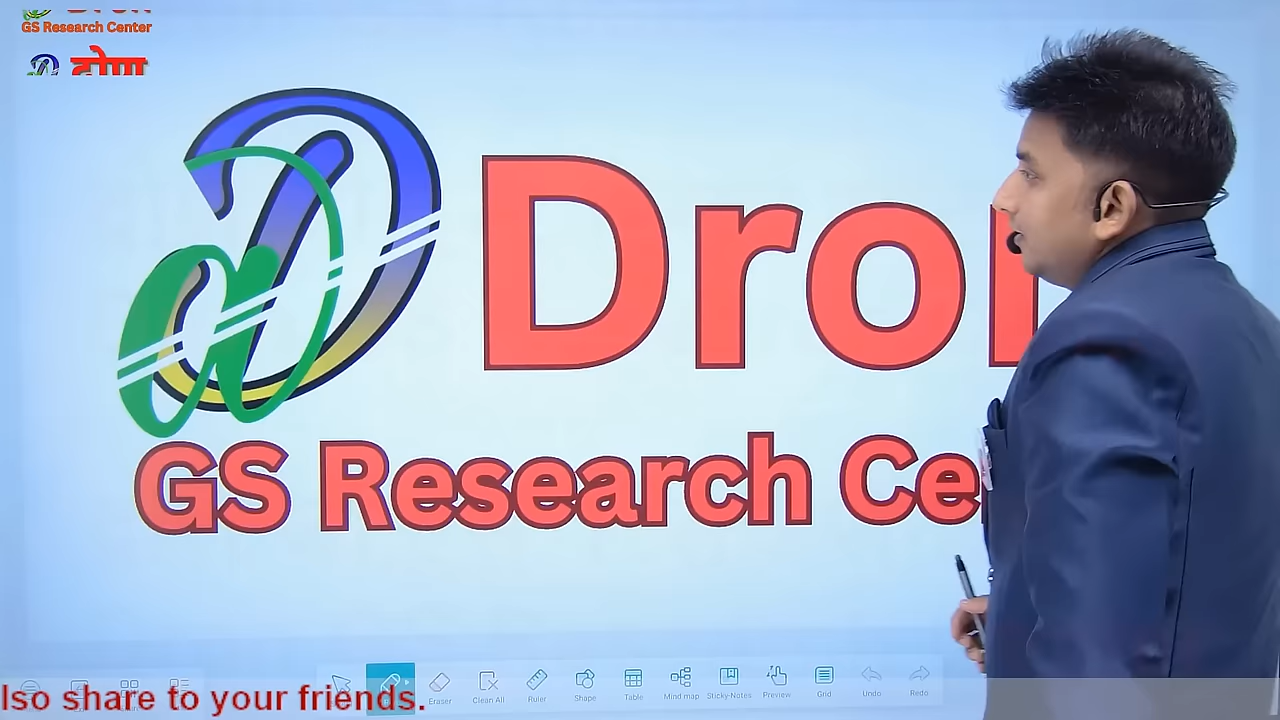 GS Research Center
द्रोण
Dron
GS Research Ce
Eraser
Clean All
Ruler
Shape
Table
Mind map
Sticky-Notes
Preview
Grid
Undo
Redo
lso share to your friends.